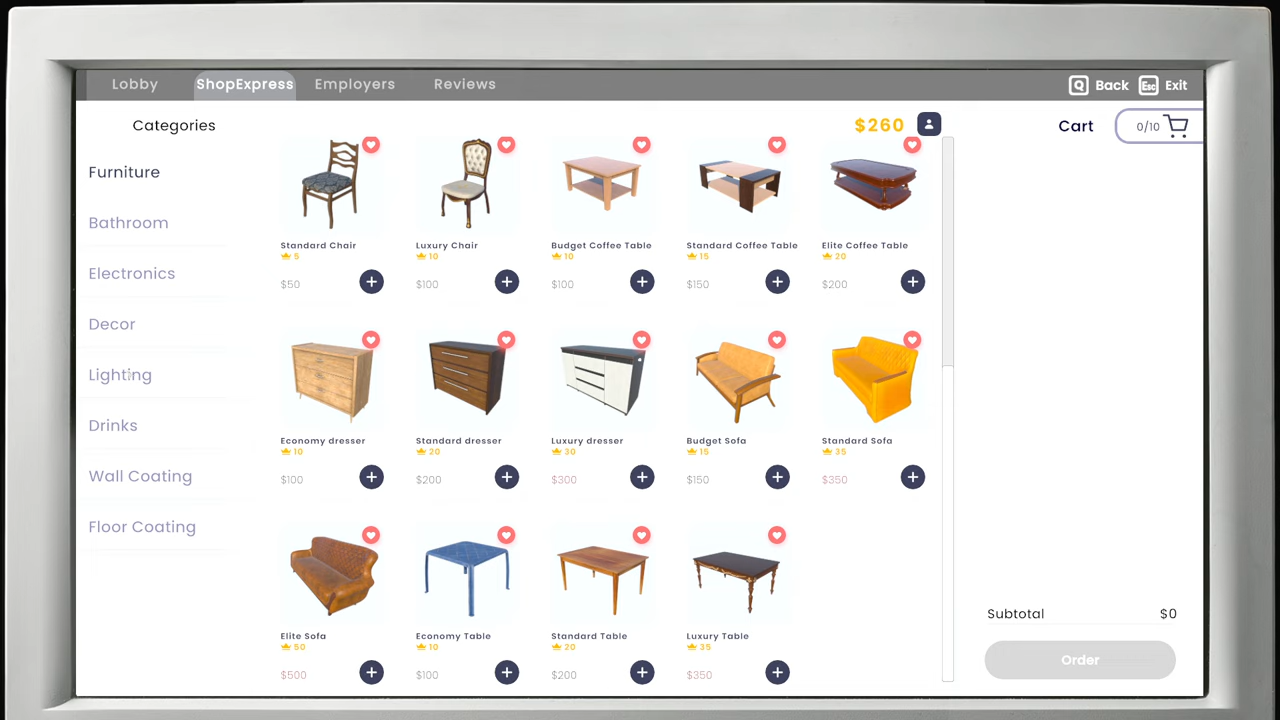 Lobby
ShopExpress
Employers
Reviews
Q Back
Esc Exit
Categories
$260
Cart
0/10
Furniture
Bathroom
Electronics
Decor
Lighting
Drinks
Wall Coating
Floor Coating
Standard Chair
5
$50
Luxury Chair
10
$100
Budget Coffee Table
10
$100
Standard Coffee Table
15
$150
Elite Coffee Table
20
$200
Economy dresser
10
$100
Standard dresser
20
$200
Luxury dresser
30
$300
Budget Sofa
15
$150
Standard Sofa
35
$350
Elite Sofa
50
$500
Economy Table
10
$100
Standard Table
20
$200
Luxury Table
35
$350
Subtotal $0
Order